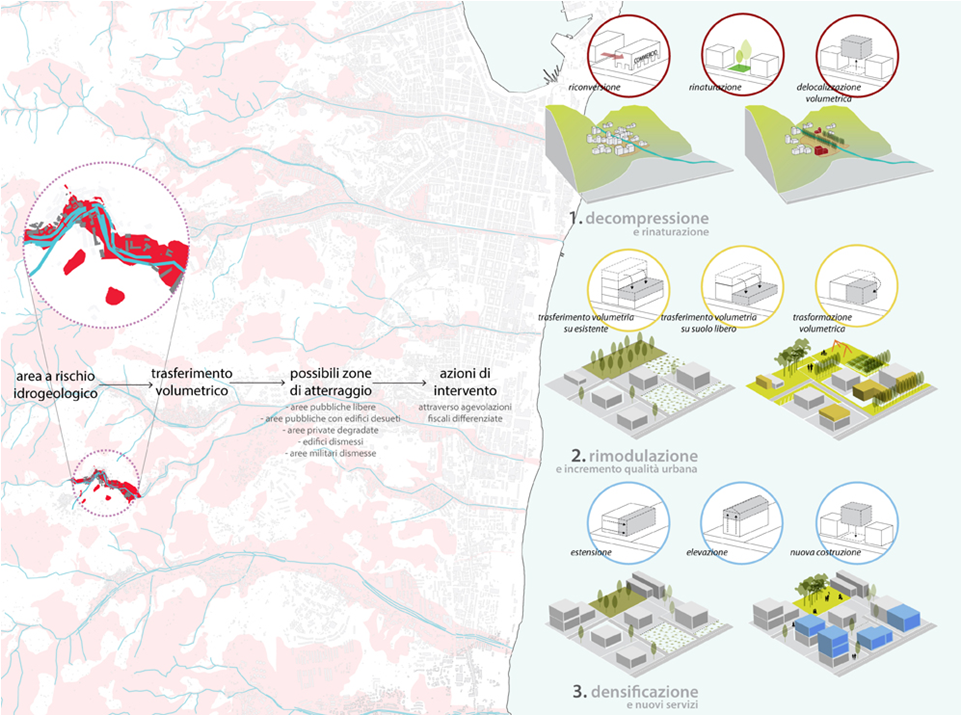 area a rischio
idrogeologico
trasferimento
volumetrico
possibili zone
di atterraggio
- aree pubbliche libere
- aree pubbliche con edifici desueti
- aree private degradate
- edifici dismessi
- aree militari dismesse
azioni di
intervento
attraverso agevolazioni
fiscali differenziate
COMMERCIO
riconversione
rinaturazione
delocalizzazione
volumetrica
1. decompressione
e rinaturazione
trasferimento volumetria
su esistente
trasferimento volumetria
su suolo libero
trasformazione
volumetrica
2. rimodulazione
e incremento qualità urbana
estensione
elevazione
nuova costruzione
3. densificazione
e nuovi servizi